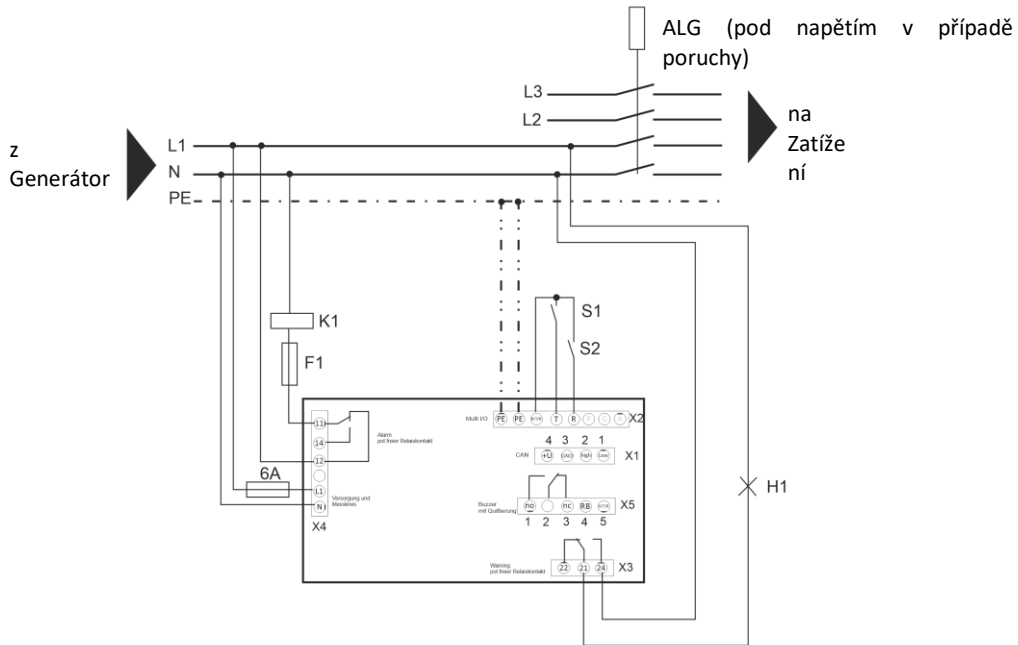 ALG (pod napětím v případě
poruchy)
L3
L2
na
Zatíže
ní
z
Generátor
L1
N
PE
K1
F1
S1
S2
Multi I/O
PE
PE
T
R
X2
4 3 2 1
CAN
+U
GND
high
Low
X1
11
14
12
L1
N
Alarm
pot freier Relaiskontakt
6A
Versorgung und
Messkreis
X4
Buzzer
mit Quittierung
no
nc
RB
X5
1 2 3 4 5
Warning
pot freier Relaiskontakt
22
21
24
X3
H1